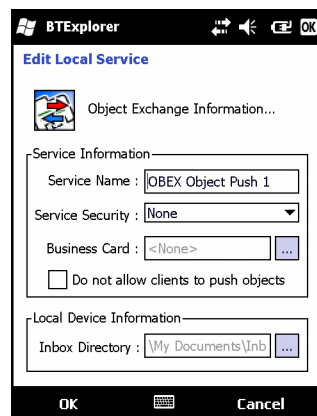 BTExplorer
OK
Edit Local Service
Object Exchange Information...
Service Information
Service Name : OBEX Object Push 1
Service Security : None
Business Card : <None> ...
Do not allow clients to push objects
Local Device Information
Inbox Directory : \My Documents\Inb ...
OK Cancel